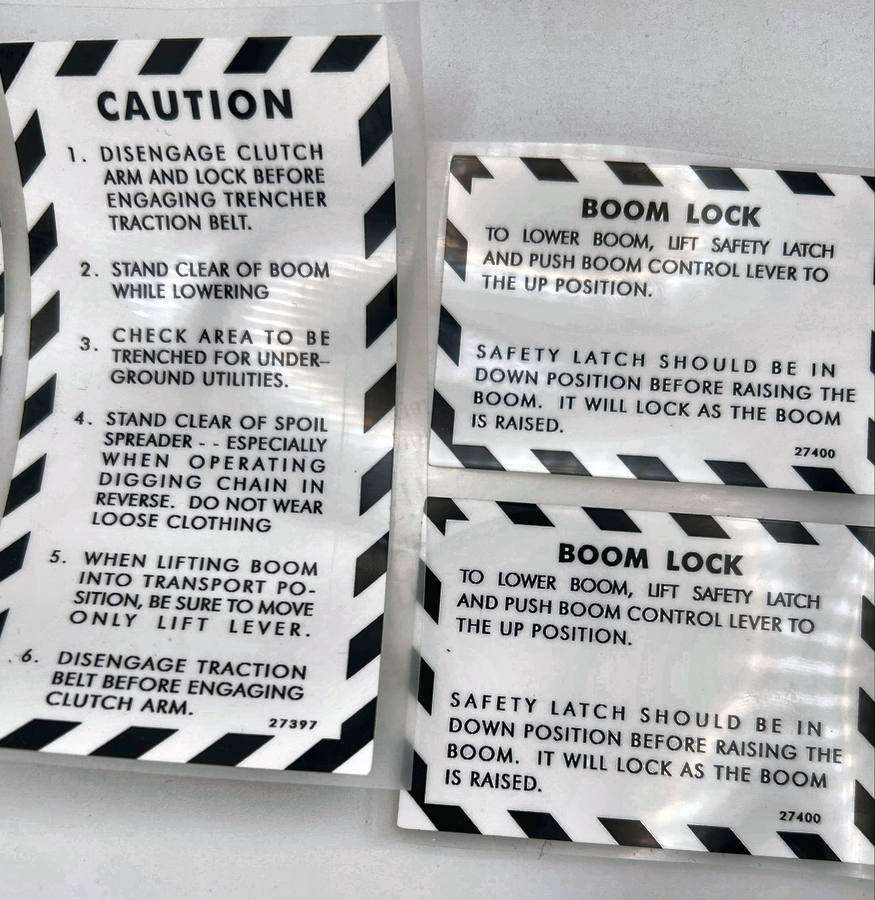 CAUTION
1. DISENGAGE CLUTCH
ARM AND LOCK BEFORE
ENGAGING TRENCHER
TRACTION BELT.
2. STAND CLEAR OF BOOM
WHILE LOWERING
3. CHECK AREA TO BE
TRENCHED FOR UNDER-
GROUND UTILITIES.
4. STAND CLEAR OF SPOIL
SPREADER - - ESPECIALLY
WHEN OPERATING
DIGGING CHAIN IN
REVERSE. DO NOT WEAR
LOOSE CLOTHING
5. WHEN LIFTING BOOM
INTO TRANSPORT PO-
SITION, BE SURE TO MOVE
ONLY LIFT LEVER.
6. DISENGAGE TRACTION
BELT BEFORE ENGAGING
CLUTCH ARM.
27397
BOOM LOCK
TO LOWER BOOM, LIFT SAFETY LATCH
AND PUSH BOOM CONTROL LEVER TO
THE UP POSITION.
SAFETY LATCH SHOULD BE IN
DOWN POSITION BEFORE RAISING THE
BOOM. IT WILL LOCK AS THE BOOM
IS RAISED.
27400
BOOM LOCK
TO LOWER BOOM, LIFT SAFETY LATCH
AND PUSH BOOM CONTROL LEVER TO
THE UP POSITION.
SAFETY LATCH SHOULD BE IN
DOWN POSITION BEFORE RAISING THE
BOOM. IT WILL LOCK AS THE BOOM
IS RAISED.
27400